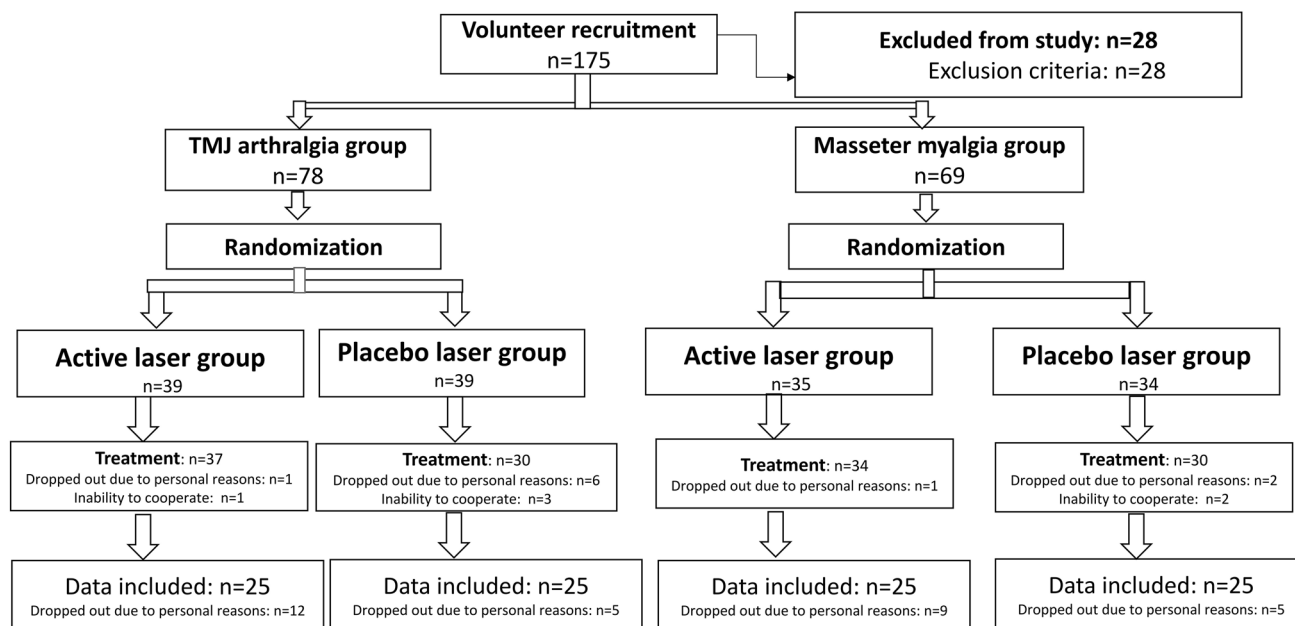 Volunteer recruitment
n=175
Excluded from study: n=28
Exclusion criteria: n=28
TMJ arthralgia group
n=78
Masseter myalgia group
n=69
Randomization
Randomization
Active laser group
n=39
Placebo laser group
n=39
Active laser group
n=35
Placebo laser group
n=34
Treatment: n=37
Dropped out due to personal reasons: n=1
Inability to cooperate: n=1
Treatment: n=30
Dropped out due to personal reasons: n=6
Inability to cooperate: n=3
Treatment: n=34
Dropped out due to personal reasons: n=1
Treatment: n=30
Dropped out due to personal reasons: n=2
Inability to cooperate: n=2
Data included: n=25
Dropped out due to personal reasons: n=12
Data included: n=25
Dropped out due to personal reasons: n=5
Data included: n=25
Dropped out due to personal reasons: n=9
Data included: n=25
Dropped out due to personal reasons: n=5